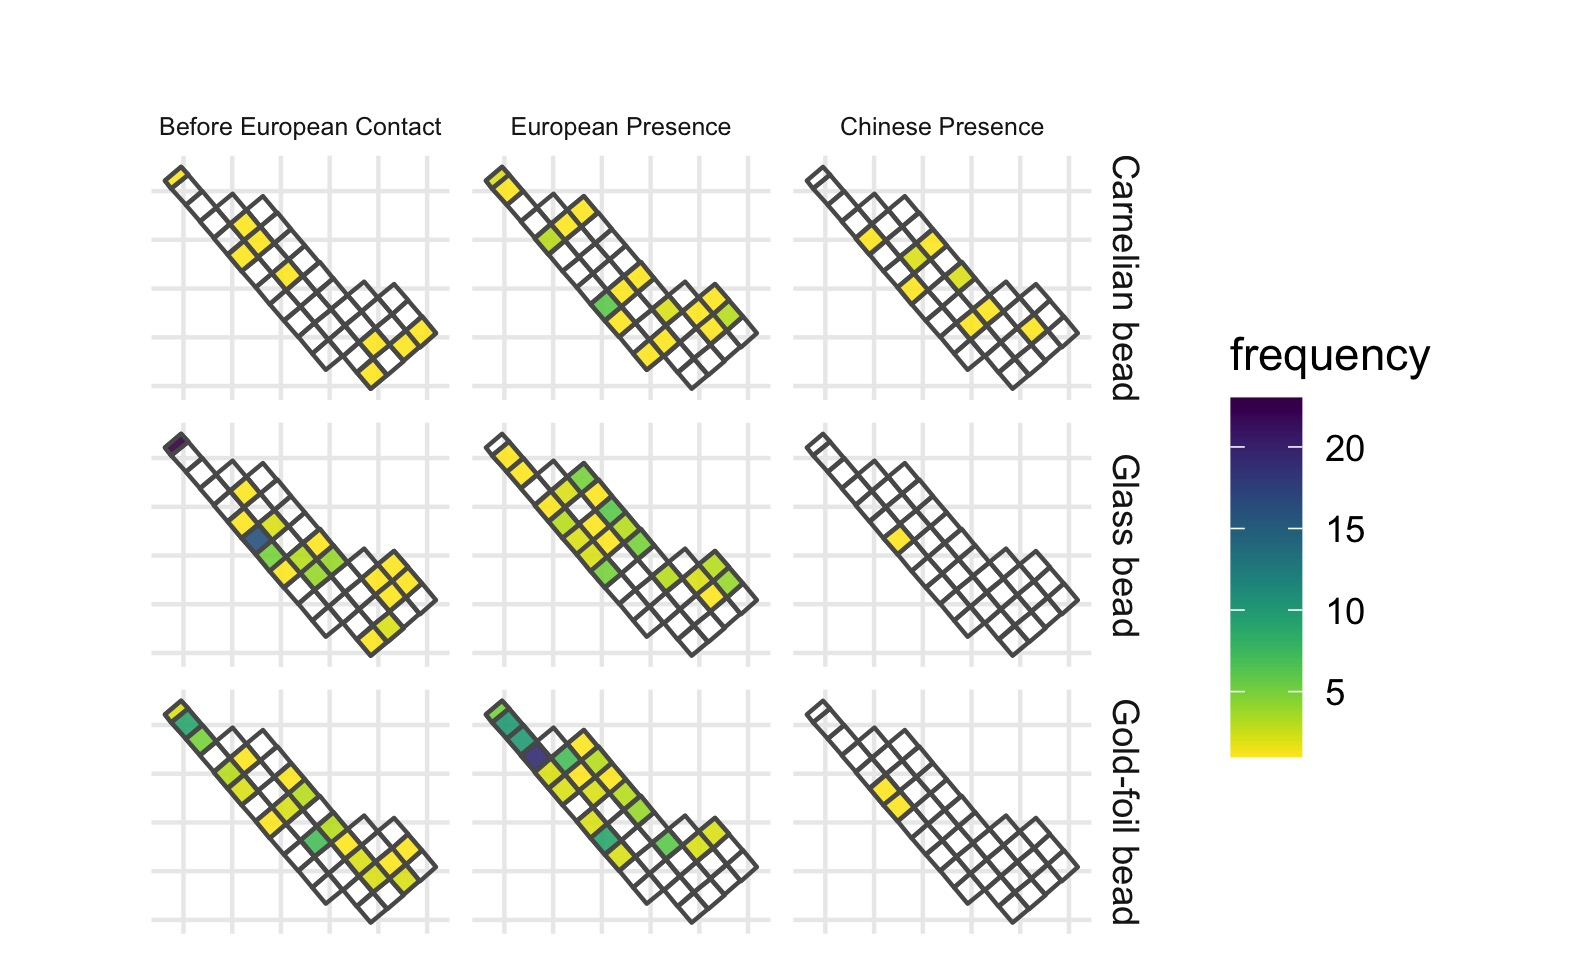 Before European Contact
European Presence
Chinese Presence
Carnelian bead
Glass bead
Gold-foil bead
frequency
20
15
10
5